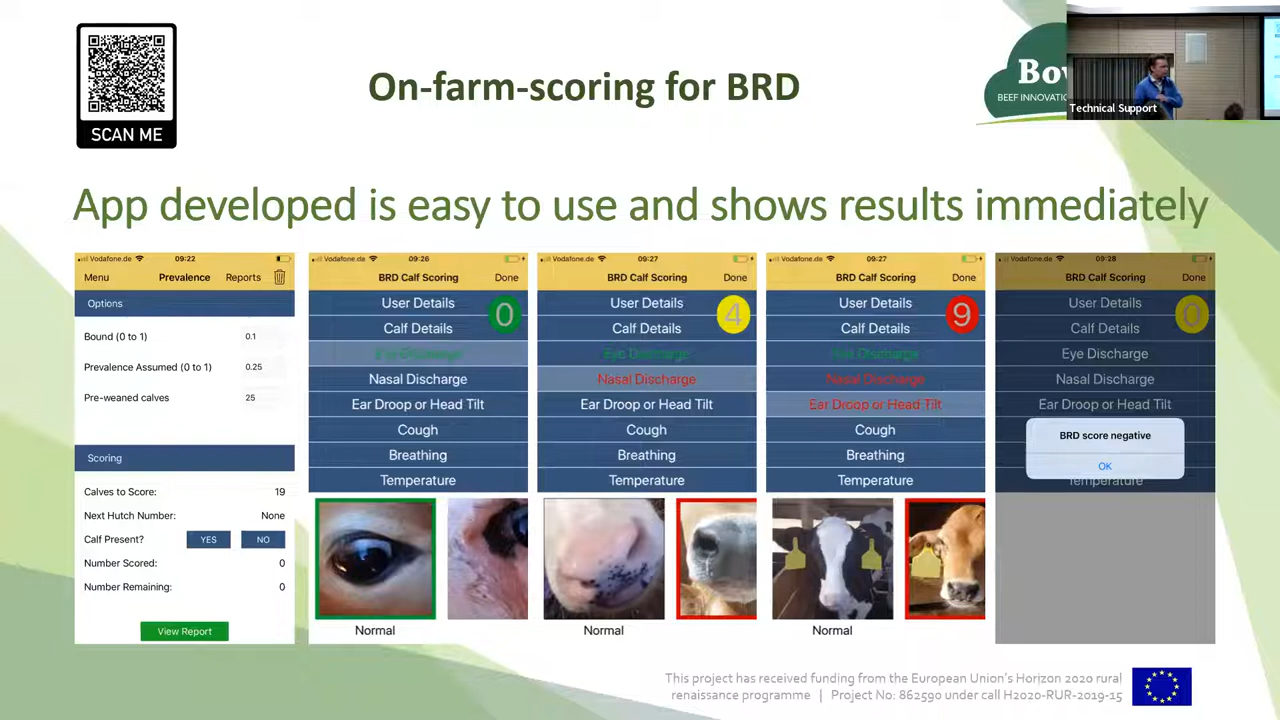 SCAN ME
On-farm-scoring for BRD
Bov
BEEF INNOVATIO
Technical Support
App developed is easy to use and shows results immediately
Vodafone.de 09:22
Menu Prevalence Reports
Options
Bound (0 to 1) 0.1
Prevalence Assumed (0 to 1) 0.25
Pre-weaned calves 25
Scoring
Calves to Score: 19
Next Hutch Number: None
Calf Present? YES NO
Number Scored: 0
Number Remaining: 0
View Report
Vodafone.de 09:26
BRD Calf Scoring Done
User Details
0
Calf Details
Eye Discharge
Nasal Discharge
Ear Droop or Head Tilt
Cough
Breathing
Temperature
Normal
Vodafone.de 09:27
BRD Calf Scoring Done
User Details
4
Calf Details
Eye Discharge
Nasal Discharge
Ear Droop or Head Tilt
Cough
Breathing
Temperature
Normal
Vodafone.de 09:27
BRD Calf Scoring Done
User Details
9
Calf Details
Eye Discharge
Nasal Discharge
Ear Droop or Head Tilt
Cough
Breathing
Temperature
Normal
Vodafone.de 09:28
BRD Calf Scoring Done
User Details
0
Calf Details
Eye Discharge
Nasal Discharge
Ear Droop or Head Tilt
BRD score negative
OK
Temperature
This project has received funding from the European Union's Horizon 2020 rural
renaissance programme | Project No: 862590 under call H2020-RUR-2019-15